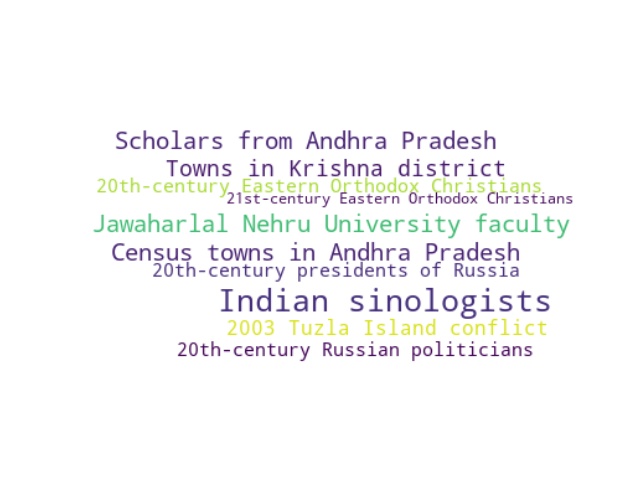 Scholars from Andhra Pradesh
Towns in Krishna district
20th-century Eastern Orthodox Christians
21st-century Eastern Orthodox Christians
Jawaharlal Nehru University faculty
Census towns in Andhra Pradesh
20th-century presidents of Russia
Indian sinologists
2003 Tuzla Island conflict
20th-century Russian politicians